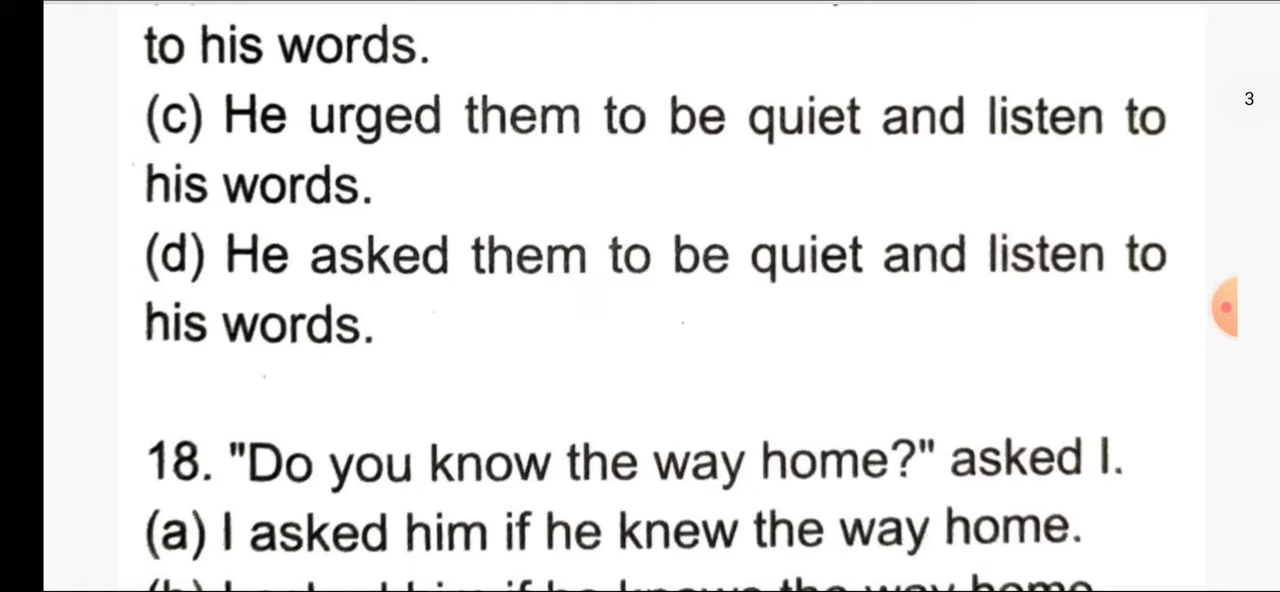 to his words.
(c) He urged them to be quiet and listen to
3
his words.
(d) He asked them to be quiet and listen to
his words.
18. "Do you know the way home?" asked I.
(a) I asked him if he knew the way home.